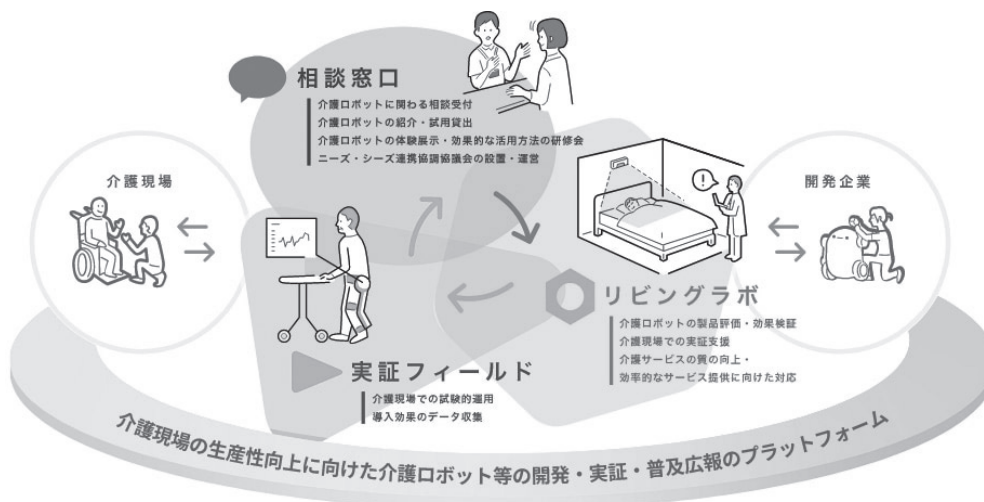 相談窓口
介護ロボットに関わる相談受付
介護ロボットの紹介・試用貸出
介護ロボットの体験展示・効果的な活用方法の研修会
ニーズ・シーズ連携協調協議会の設置・運営
介護現場
開発企業
!
リビングラボ
介護ロボットの製品評価・効果検証
介護現場での実証支援
介護サービスの質の向上・
効率的なサービス提供に向けた対応
実証フィールド
介護現場での試験的運用
導入効果のデータ収集
介護現場の生産性向上に向けた介護ロボット等の開発・実証・普及広報のプラットフォーム